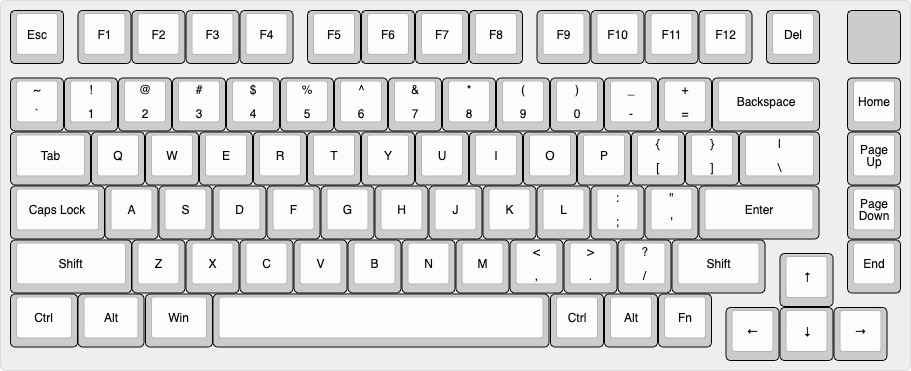 Esc F1 F2 F3 F4 F5 F6 F7 F8 F9 F10 F11 F12 Del
~ ! @ # $ % ^ & * ( ) _ +
` 1 2 3 4 5 6 7 8 9 0 - = Backspace Home
Tab Q W E R T Y U I O P { } | Page
[ ] \ Up
Caps Lock A S D F G H J K L : " Enter Page
; ' Down
Shift Z X C V B N M < > ? Shift End
, . /
↑
Ctrl Alt Win Ctrl Alt Fn
← ↓ →